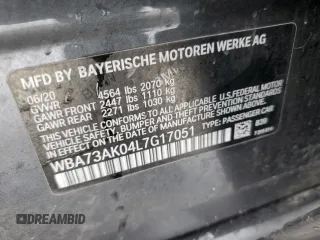 MFD BY BAYERISCHE MOTOREN WERKE AG
06/20
GVWR 4564 lbs 2070 kg
GAWR FRONT 2447 lbs 1110 kg
GAWR REAR 2271 lbs 1030 kg
THIS VEHICLE CONFORMS TO ALL APPLICABLE FEDERAL MOTOR VEHICLE SAFETY, BUMPER, AND THEFT PREVENTION STANDARDS IN EFFECT ON THE DATE OF MANUFACTURE SHOWN ABOVE.
WBA73AK04L7G17051
TYPE: PASSENGER CAR
B39
© DREAMBID